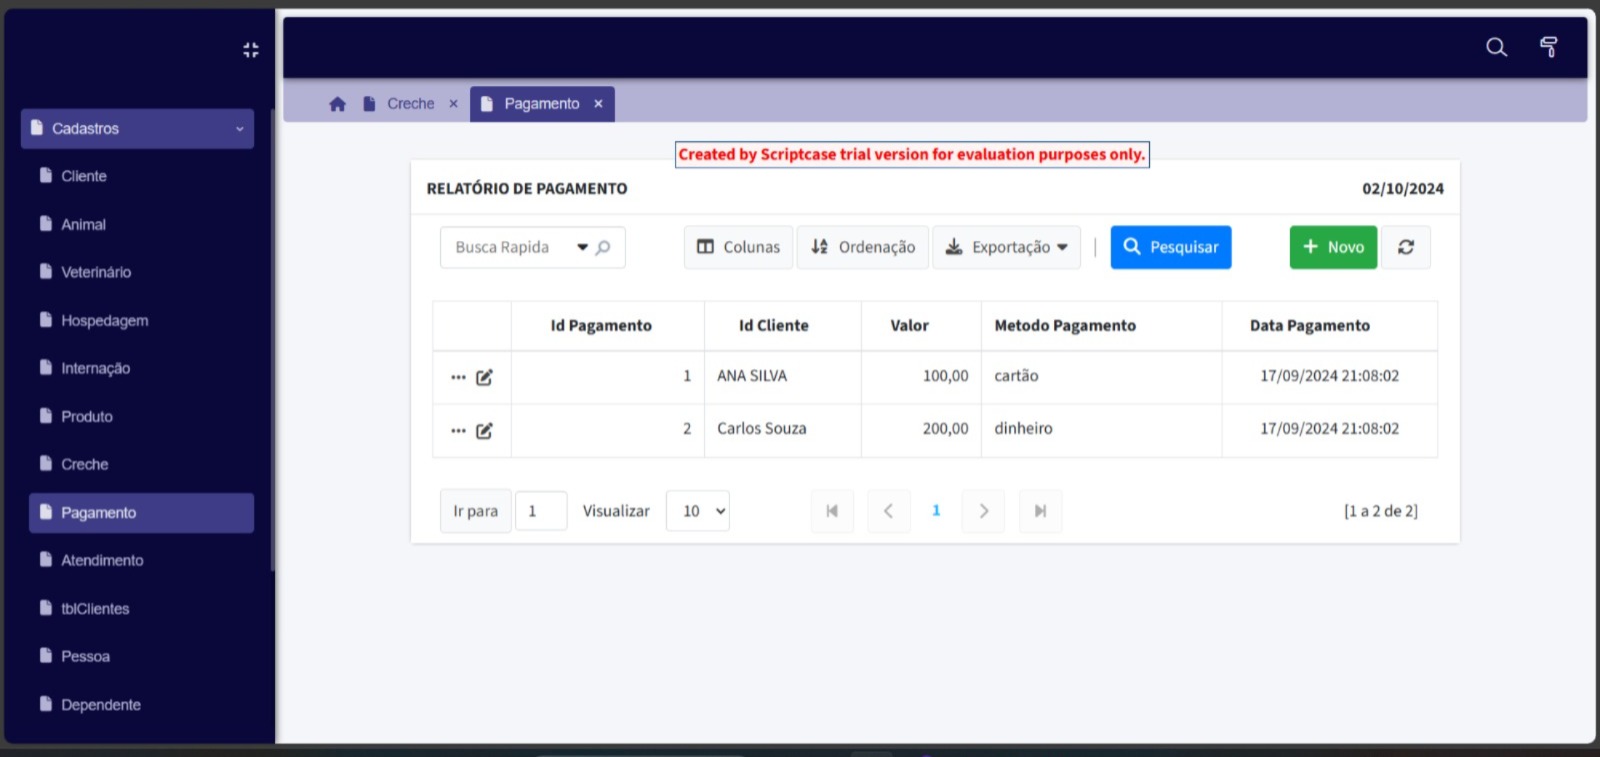 Cadastros
Cliente
Animal
Veterinário
Hospedagem
Internação
Produto
Creche
Pagamento
Atendimento
tblClientes
Pessoa
Dependente
Creche × Pagamento ×
Created by Scriptcase trial version for evaluation purposes only.
RELATÓRIO DE PAGAMENTO 02/10/2024
Busca Rapida Colunas Ordenação Exportação | Pesquisar + Novo
Id Pagamento Id Cliente Valor Metodo Pagamento Data Pagamento
1 ANA SILVA 100,00 cartão 17/09/2024 21:08:02
2 Carlos Souza 200,00 dinheiro 17/09/2024 21:08:02
Ir para 1 Visualizar 10 1 [1 a 2 de 2]